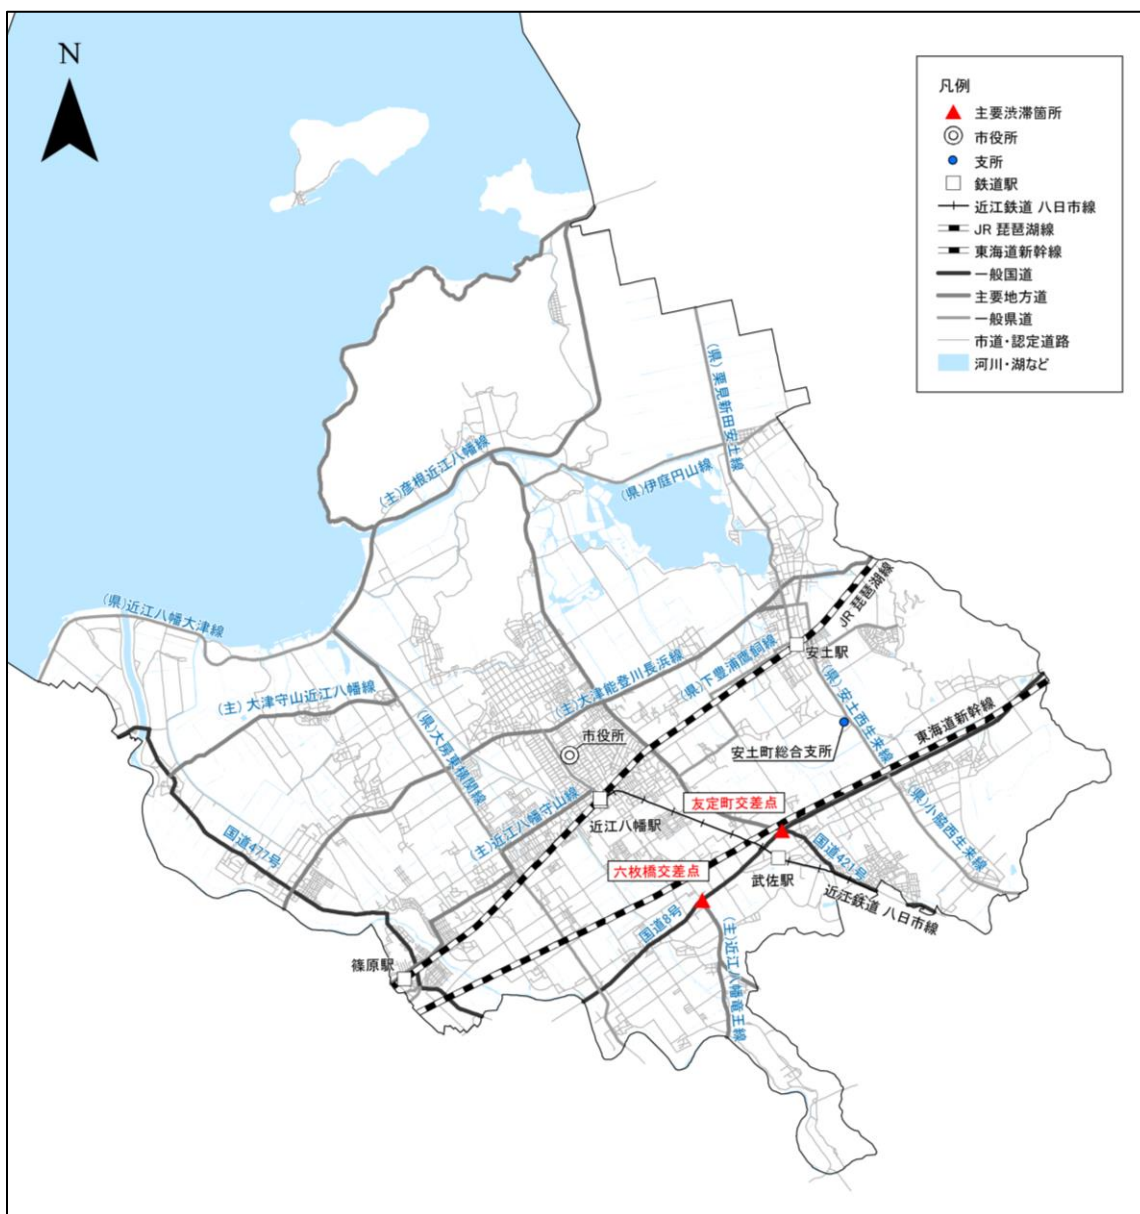 N
凡例
主要渋滞箇所
市役所
支所
鉄道駅
近江鉄道 八日市線
JR 琵琶湖線
東海道新幹線
一般国道
主要地方道
一般県道
市道・認定道路
河川・湖など
(県)栗見新田安土線
(主)彦根近江八幡線
(県)伊庭円山線
JR 琵琶湖線
(県)近江八幡大津線
安土駅
(県)下豊浦鷹飼線
(主)大津能登川長浜線
(主)大津守山近江八幡線
(県)大房東横関線
市役所
(県)安土西生来線
東海道新幹線
安土町総合支所
近江八幡駅
友定町交差点
(県)小脇西生来線
(主)近江八幡守山線
国道477号
国道421号
六枚橋交差点
武佐駅
近江鉄道 八日市線
国道8号
(主)近江八幡竜王線
篠原駅